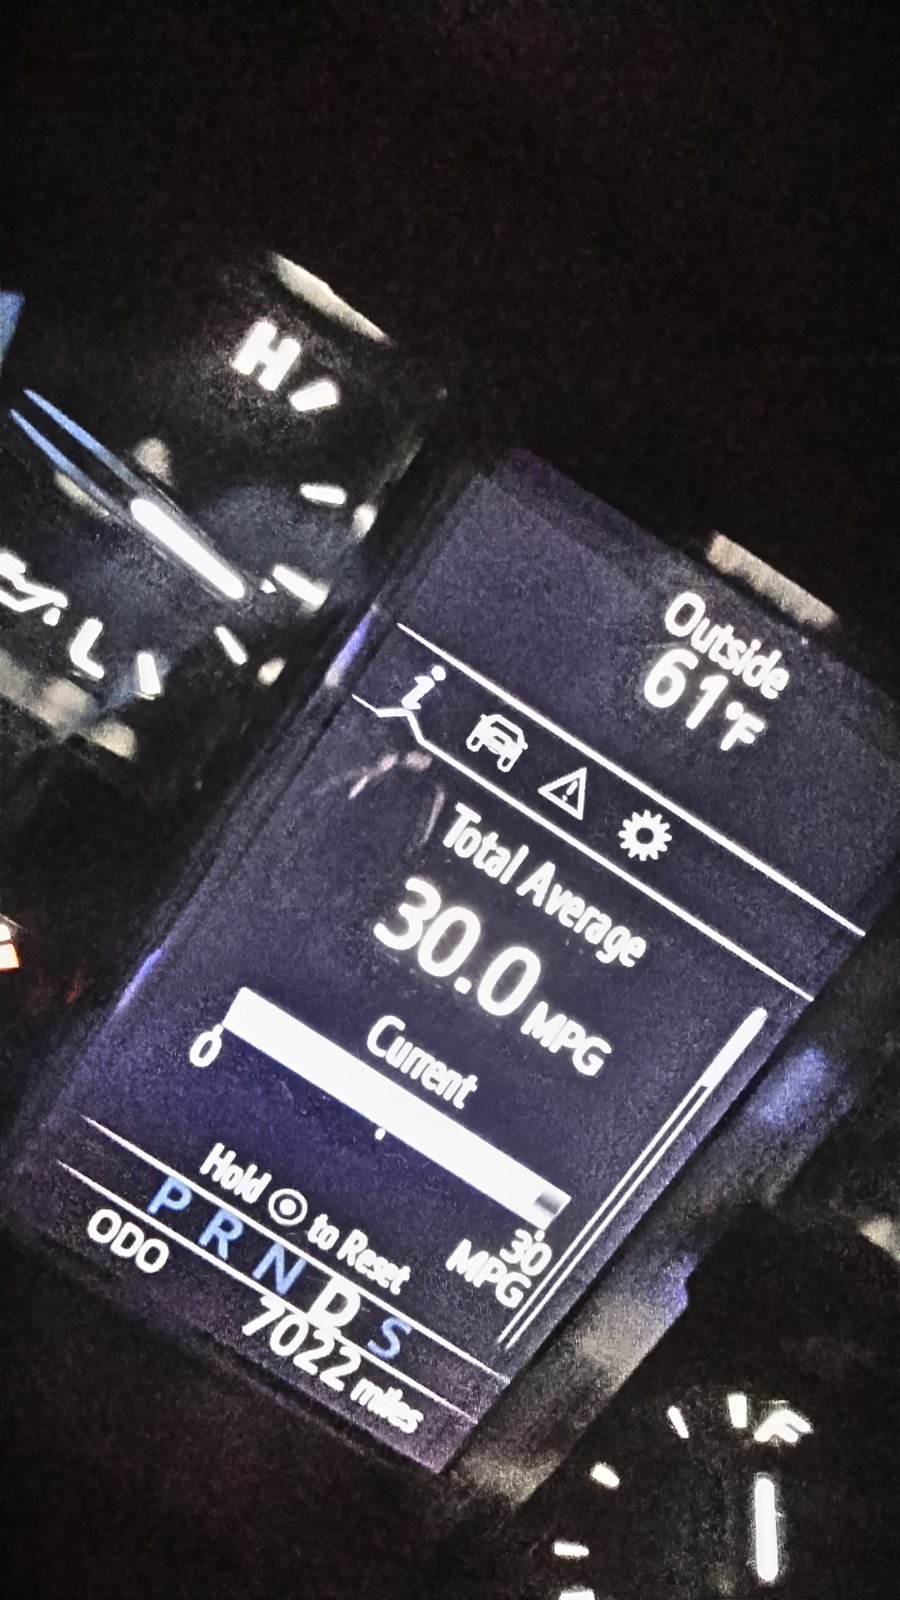 H
L
Outside
61°F
i
Total Average
30.0 MPG
Current
0
30
MPG
Hold to Reset
P R N D S
ODO
7022 miles
F